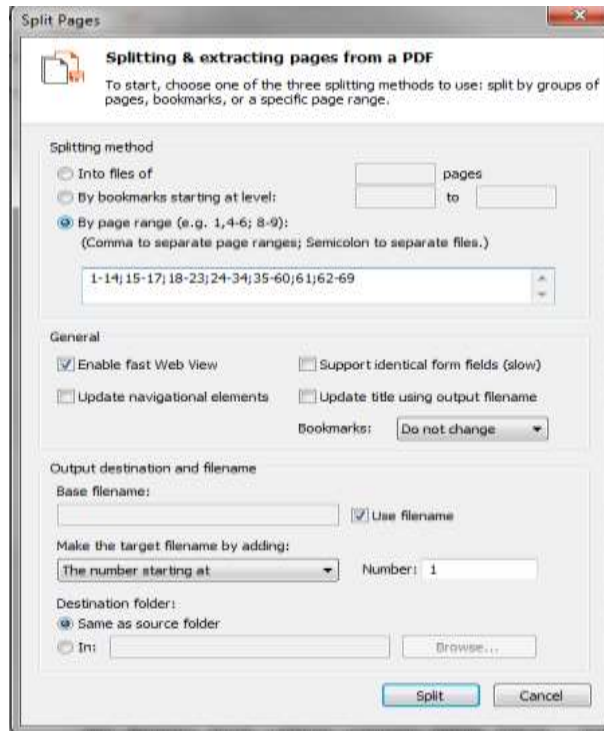 Split Pages
Splitting & extracting pages from a PDF
To start, choose one of the three splitting methods to use: split by groups of
pages, bookmarks, or a specific page range.
Splitting method
Into files of pages
By bookmarks starting at level: to
By page range (e.g. 1,4-6; 8-9):
(Comma to separate page ranges; Semicolon to separate files.)
1-14;15-17;18-23;24-34;35-60;61;62-69
General
Enable fast Web View Support identical form fields (slow)
Update navigational elements Update title using output filename
Bookmarks: Do not change
Output destination and filename
Base filename:
Use filename
Make the target filename by adding:
The number starting at Number: 1
Destination folder:
Same as source folder
In: Browse...
Split Cancel